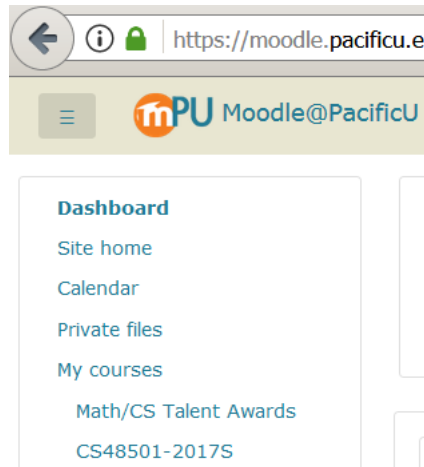 https://moodle.pacificu.e
☰ mPU Moodle@PacificU
Dashboard
Site home
Calendar
Private files
My courses
Math/CS Talent Awards
CS48501-2017S